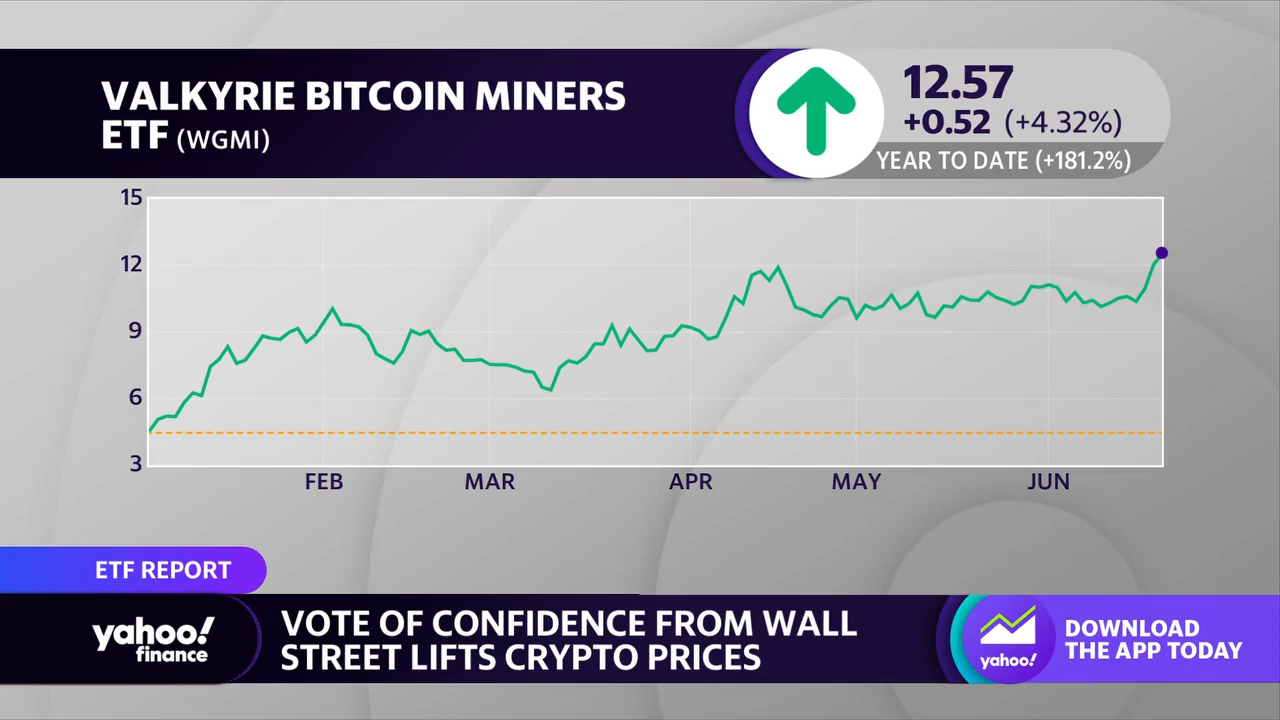 VALKYRIE BITCOIN MINERS
ETF (WGMI)
12.57
+0.52 (+4.32%)
YEAR TO DATE (+181.2%)
15
12
9
6
3
FEB MAR APR MAY JUN
ETF REPORT
yahoo!
finance
VOTE OF CONFIDENCE FROM WALL
STREET LIFTS CRYPTO PRICES
yahoo!
DOWNLOAD
THE APP TODAY